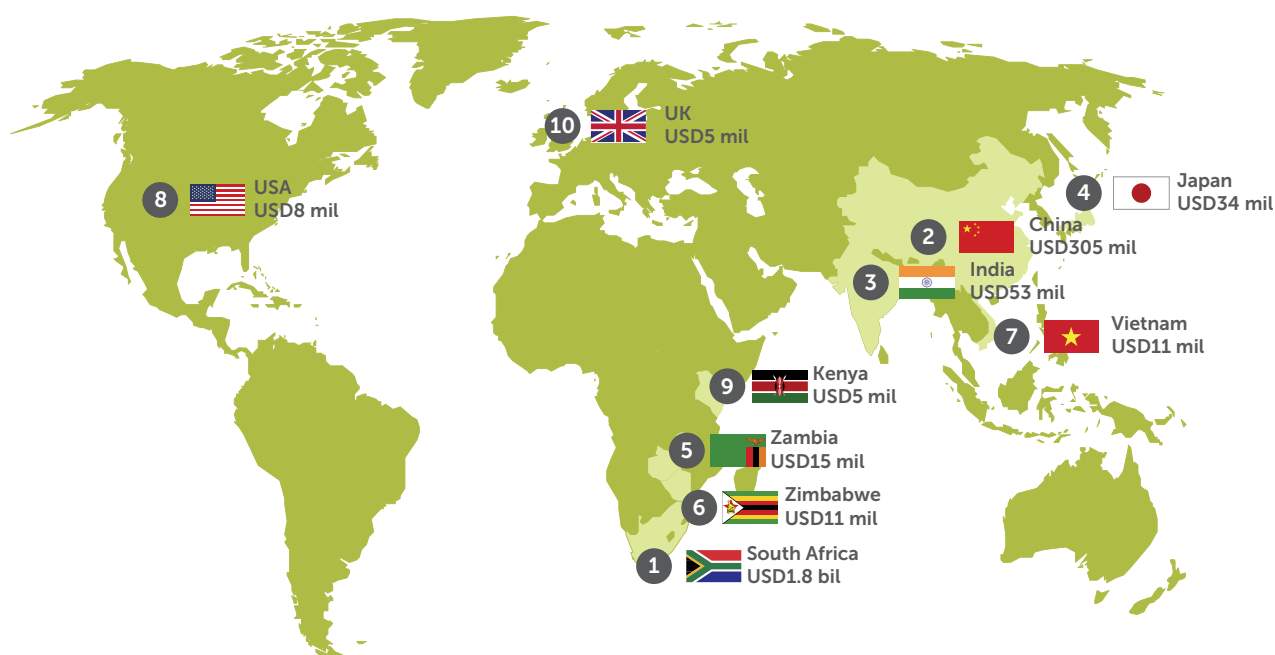 10
UK
USD5 mil
8
USA
USD8 mil
4
Japan
USD34 mil
2
China
USD305 mil
3
India
USD53 mil
7
Vietnam
USD11 mil
9
Kenya
USD5 mil
5
Zambia
USD15 mil
6
Zimbabwe
USD11 mil
1
South Africa
USD1.8 bil